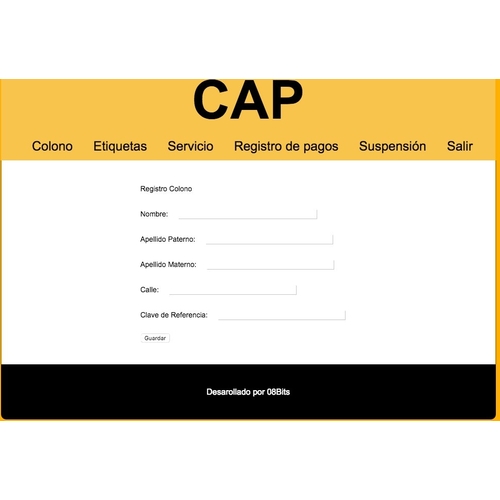 CAP
Colono Etiquetas Servicio Registro de pagos Suspensión Salir
Registro Colono
Nombre:
Apellido Paterno:
Apellido Materno:
Calle:
Clave de Referencia:
Guardar
Desarollado por 08Bits